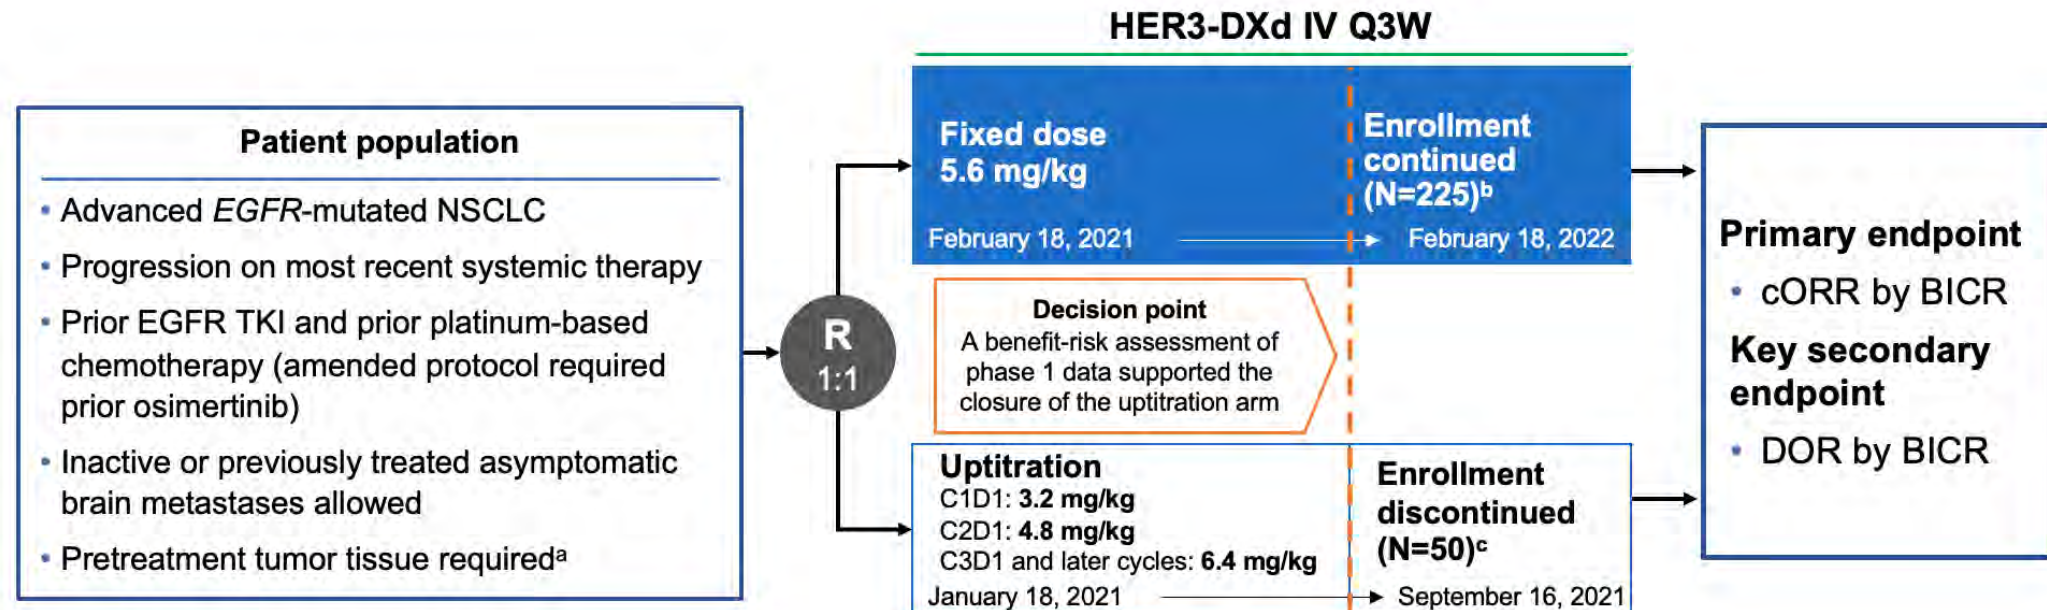 HER3-DXd IV Q3W
Patient population
• Advanced EGFR-mutated NSCLC
• Progression on most recent systemic therapy
• Prior EGFR TKI and prior platinum-based
chemotherapy (amended protocol required
prior osimertinib)
• Inactive or previously treated asymptomatic
brain metastases allowed
• Pretreatment tumor tissue requiredᵃ
R
1:1
Fixed dose
5.6 mg/kg
Enrollment
continued
(N=225)ᵇ
February 18, 2021
February 18, 2022
Decision point
A benefit-risk assessment of
phase 1 data supported the
closure of the uptitration arm
Uptitration
C1D1: 3.2 mg/kg
C2D1: 4.8 mg/kg
C3D1 and later cycles: 6.4 mg/kg
Enrollment
discontinued
(N=50)ᶜ
January 18, 2021
September 16, 2021
Primary endpoint
• cORR by BICR
Key secondary
endpoint
• DOR by BICR